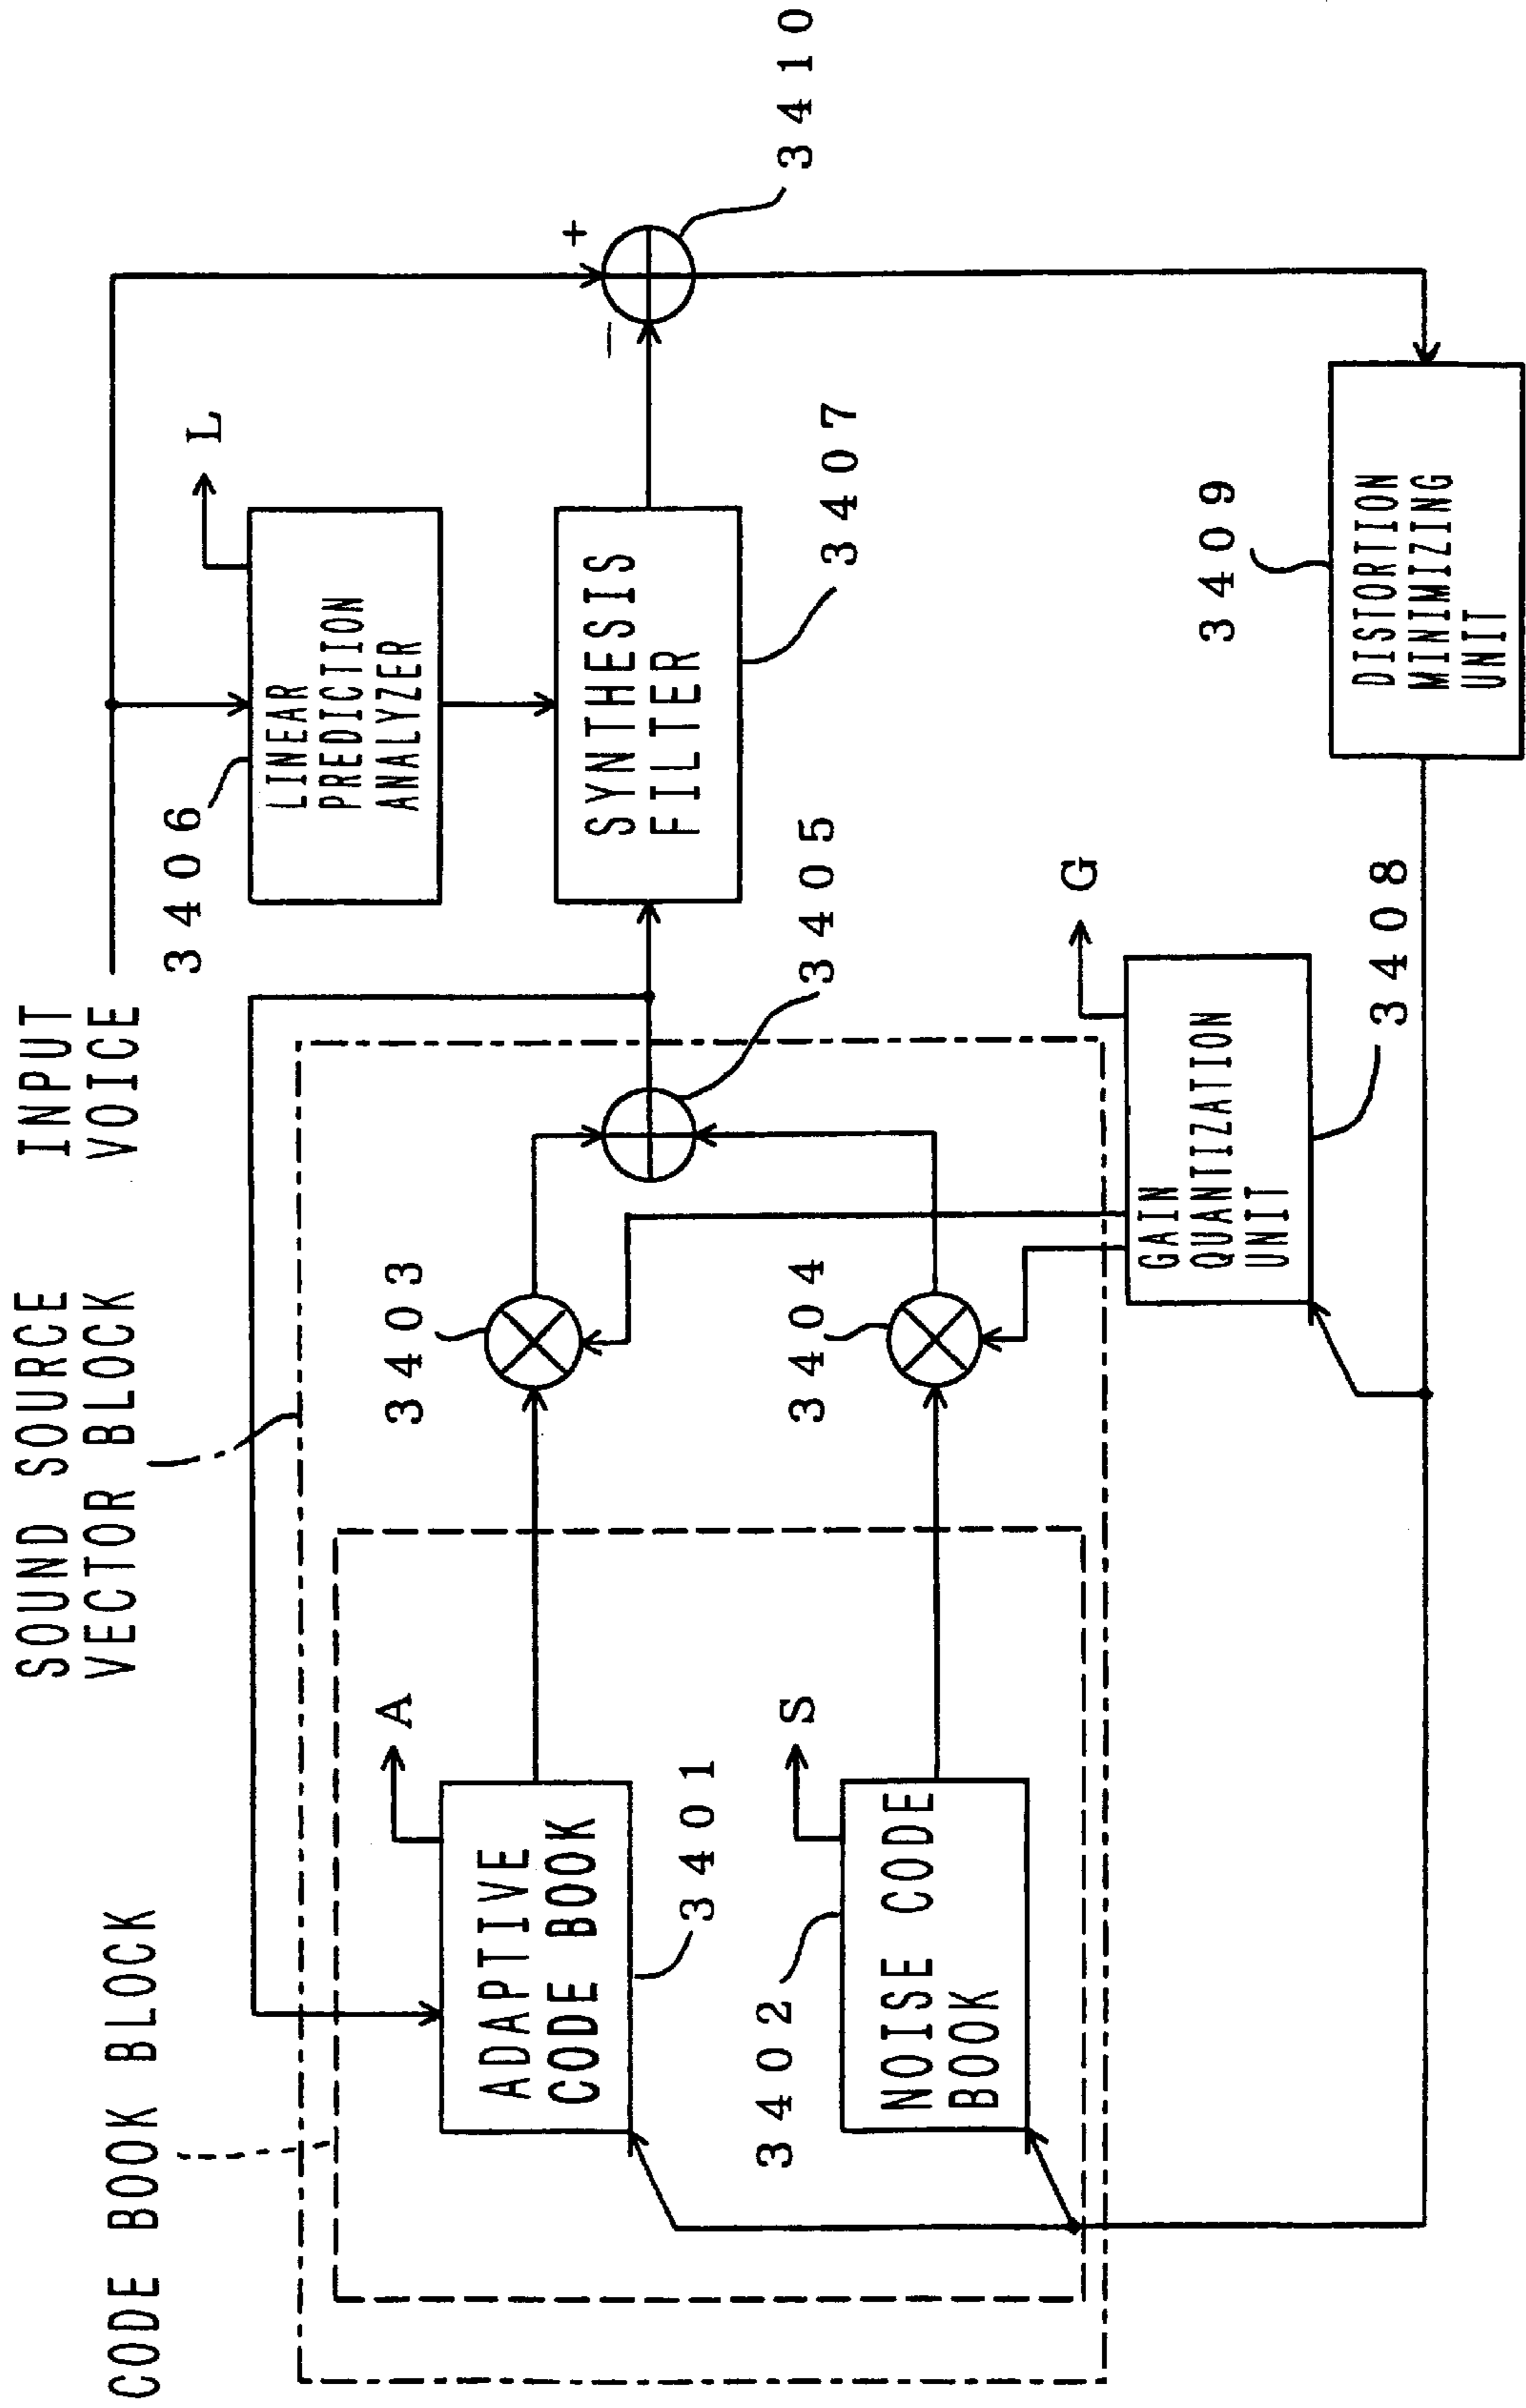 CODE BOOK BLOCK
SOUND SOURCE
VECTOR BLOCK
INPUT
VOICE
ADAPTIVE
CODE BOOK
3401
A
NOISE CODE
BOOK
3402
S
3403
3404
3405
LINEAR
PREDICTION
ANALYZER
3406
L
SYNTHESIS
FILTER
3407
+
−
3410
GAIN
QUANTIZATION
UNIT
3408
G
DISTORTION
MINIMIZING
UNIT
3409